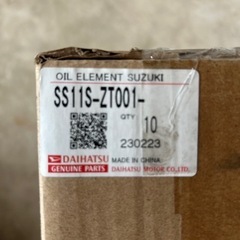 OIL ELEMENT SUZUKI
SS11S-ZT001-
QTY
10
230223
DAIHATSU
GENUINE PARTS
MADE IN CHINA
DAIHATSU MOTOR CO.,LTD.